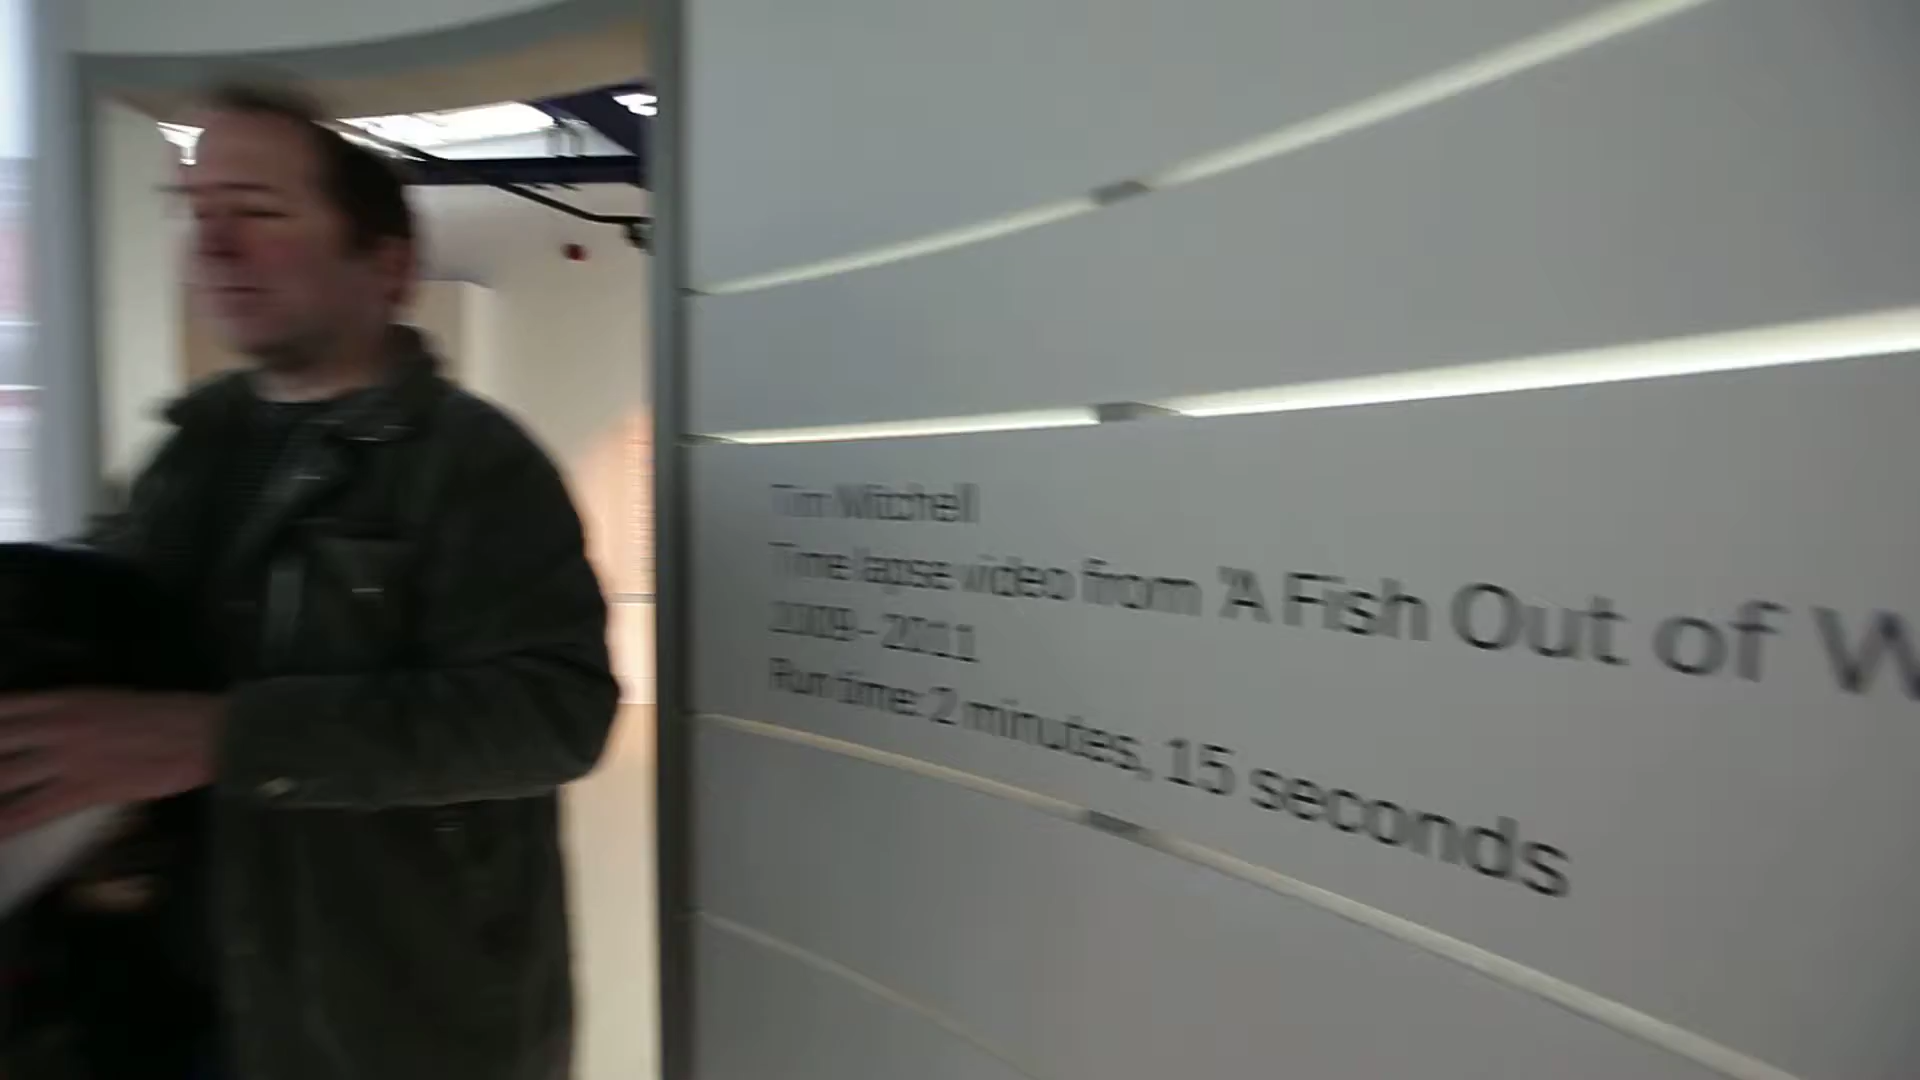 Tim Mitchell
Time lapse video from 'A Fish Out of W
2009 - 2011
Run time: 2 minutes, 15 seconds